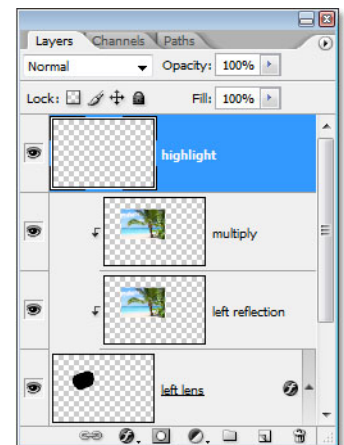 Layers Channels Paths
Normal Opacity: 100%
Lock: Fill: 100%
highlight
multiply
left reflection
left lens